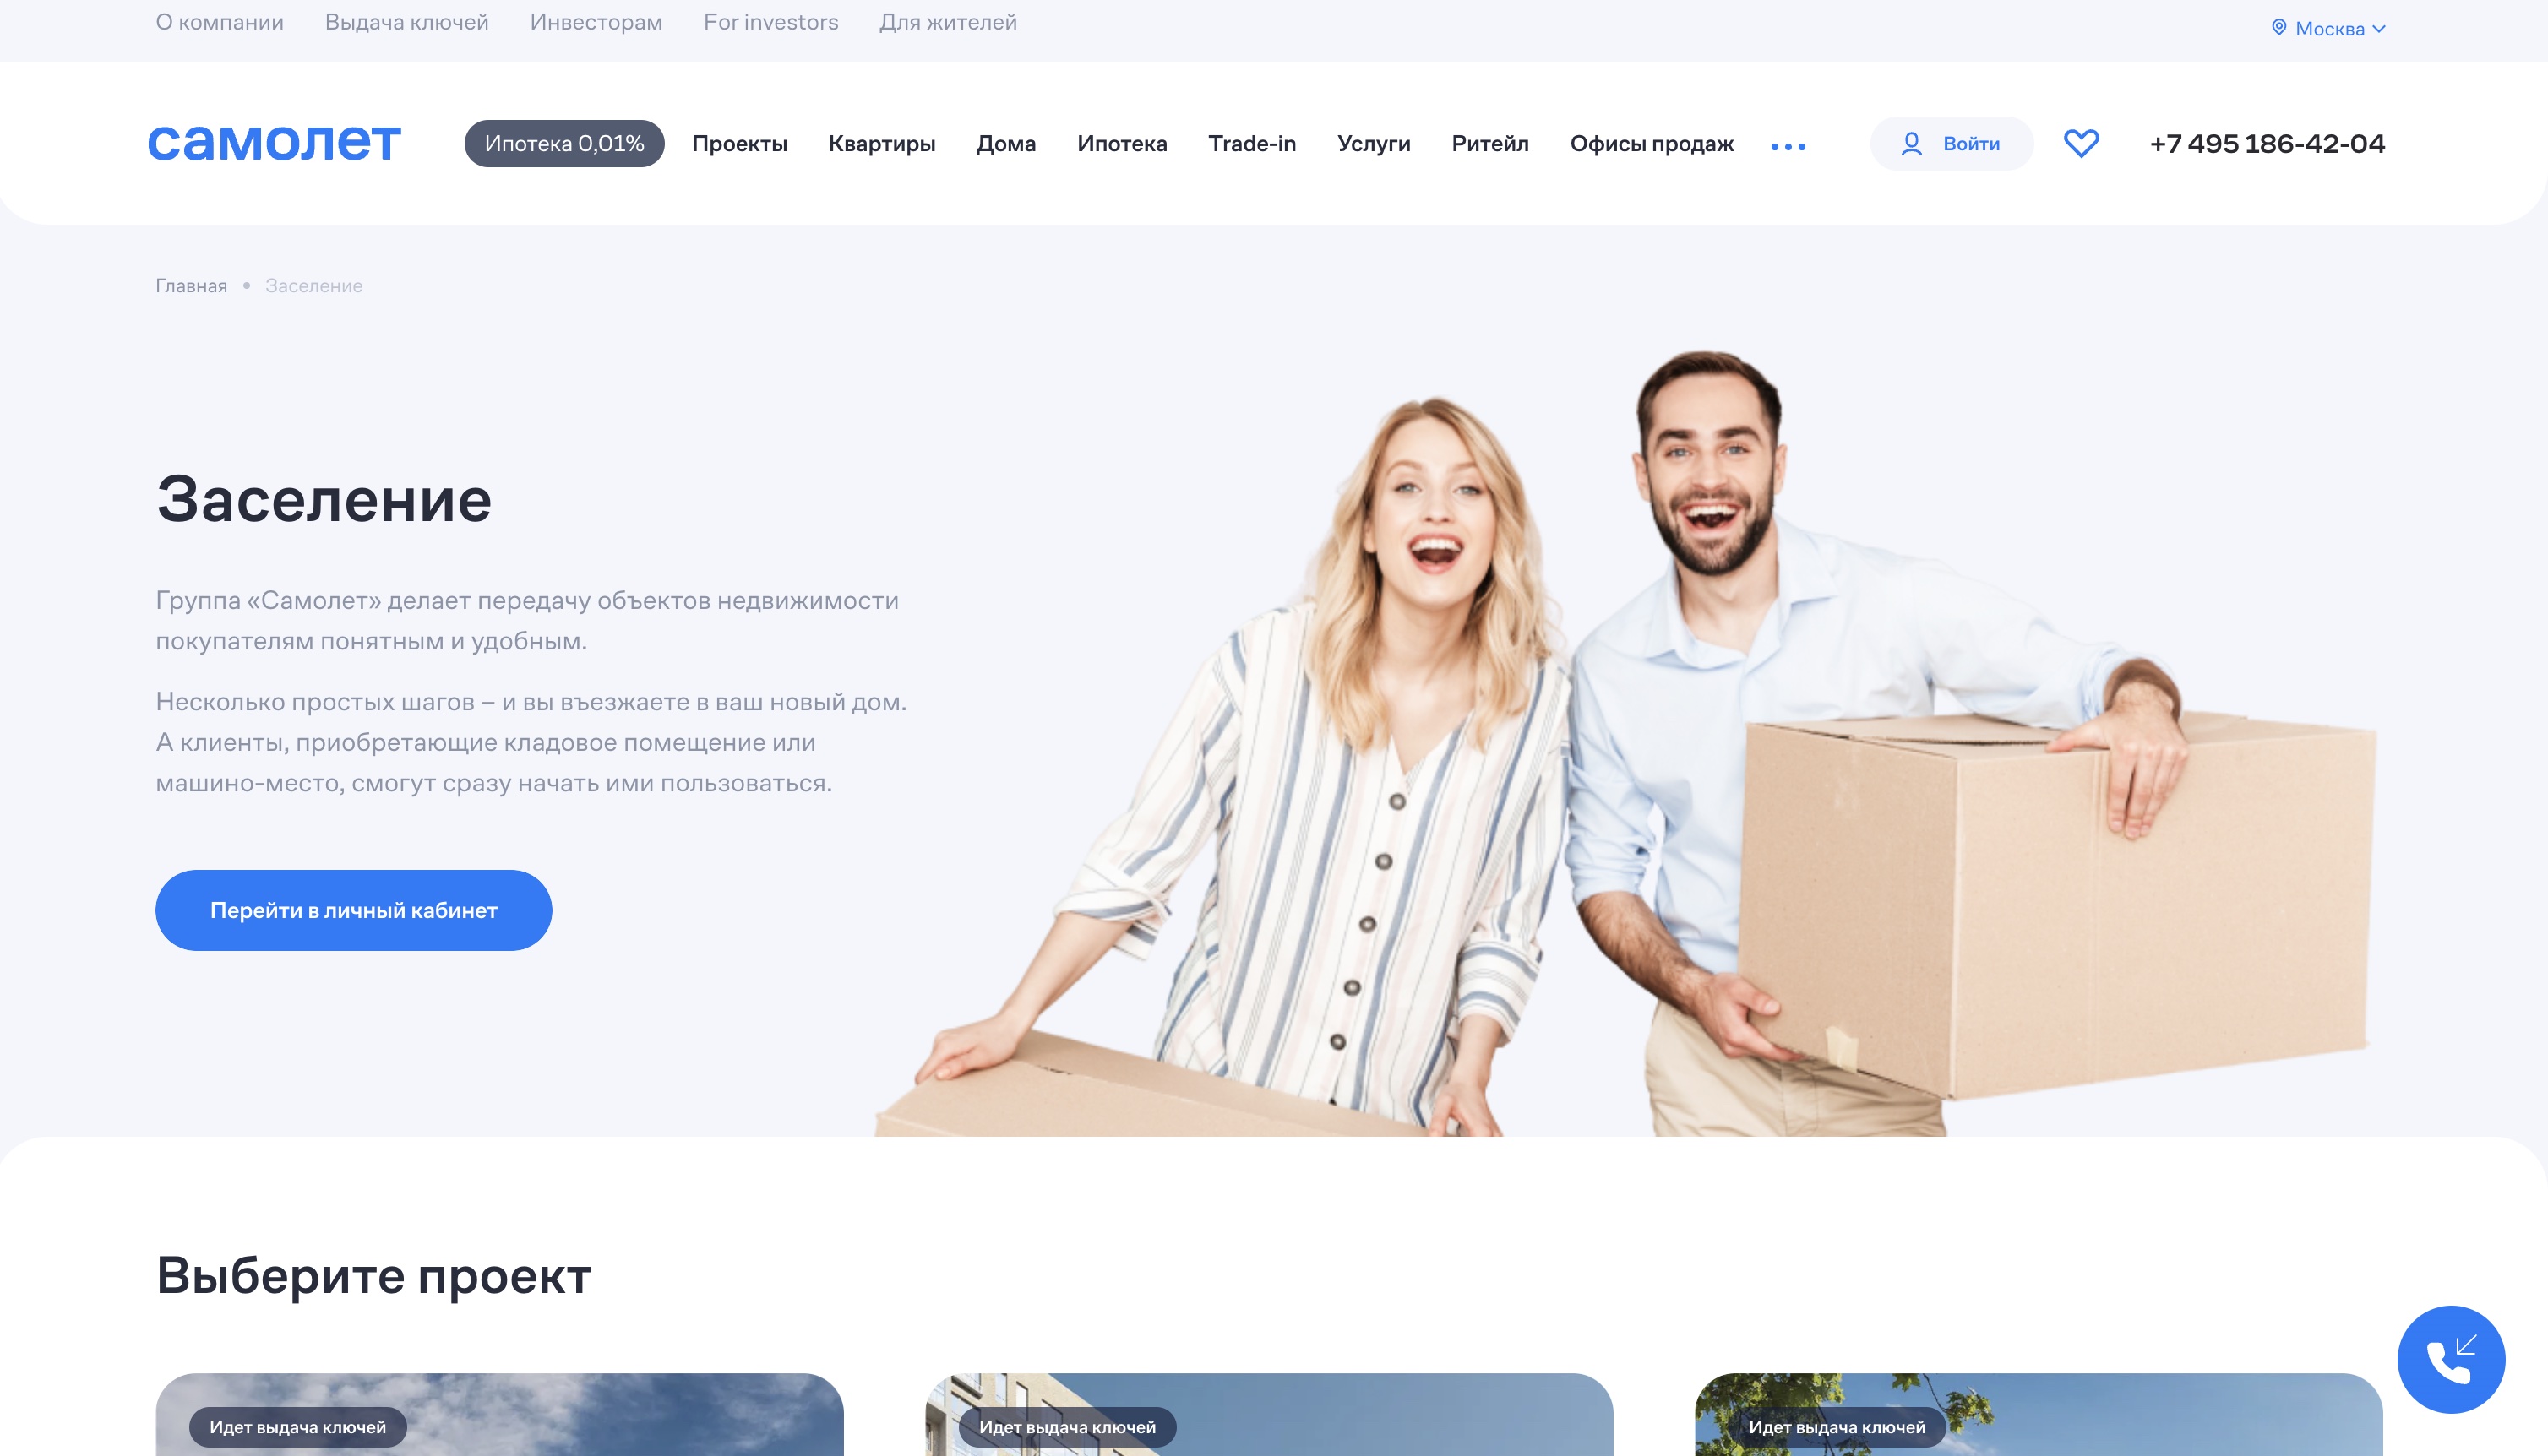 О компании
Выдача ключей
Инвесторам
For investors
Для жителей
Москва
самолет
Ипотека 0,01%
Проекты
Квартиры
Дома
Ипотека
Trade-in
Услуги
Ритейл
Офисы продаж
Войти
+7 495 186-42-04
Главная
Заселение
Заселение
Группа «Самолет» делает передачу объектов недвижимости
покупателям понятным и удобным.
Несколько простых шагов – и вы въезжаете в ваш новый дом.
А клиенты, приобретающие кладовое помещение или
машино-место, смогут сразу начать ими пользоваться.
Перейти в личный кабинет
Выберите проект
Идет выдача ключей
Идет выдача ключей
Идет выдача ключей